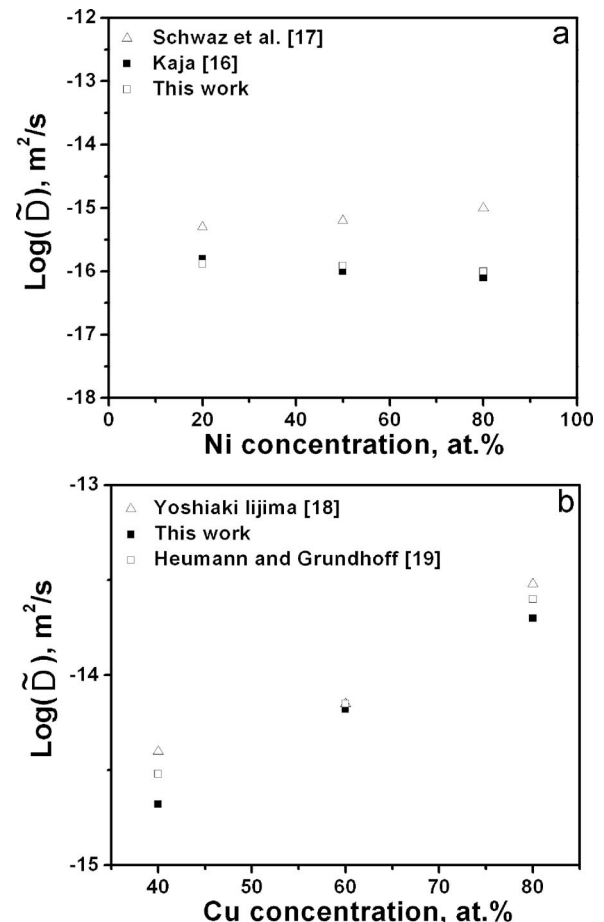 a
△ Schwaz et al. [17]
■ Kaja [16]
□ This work
Log(D̃), m²/s
-12
-13
-14
-15
-16
-17
-18
0 20 40 60 80 100
Ni concentration, at.%
b
△ Yoshiaki Iijima [18]
■ This work
□ Heumann and Grundhoff [19]
Log(D̃), m²/s
-13
-14
-15
40 50 60 70 80
Cu concentration, at.%